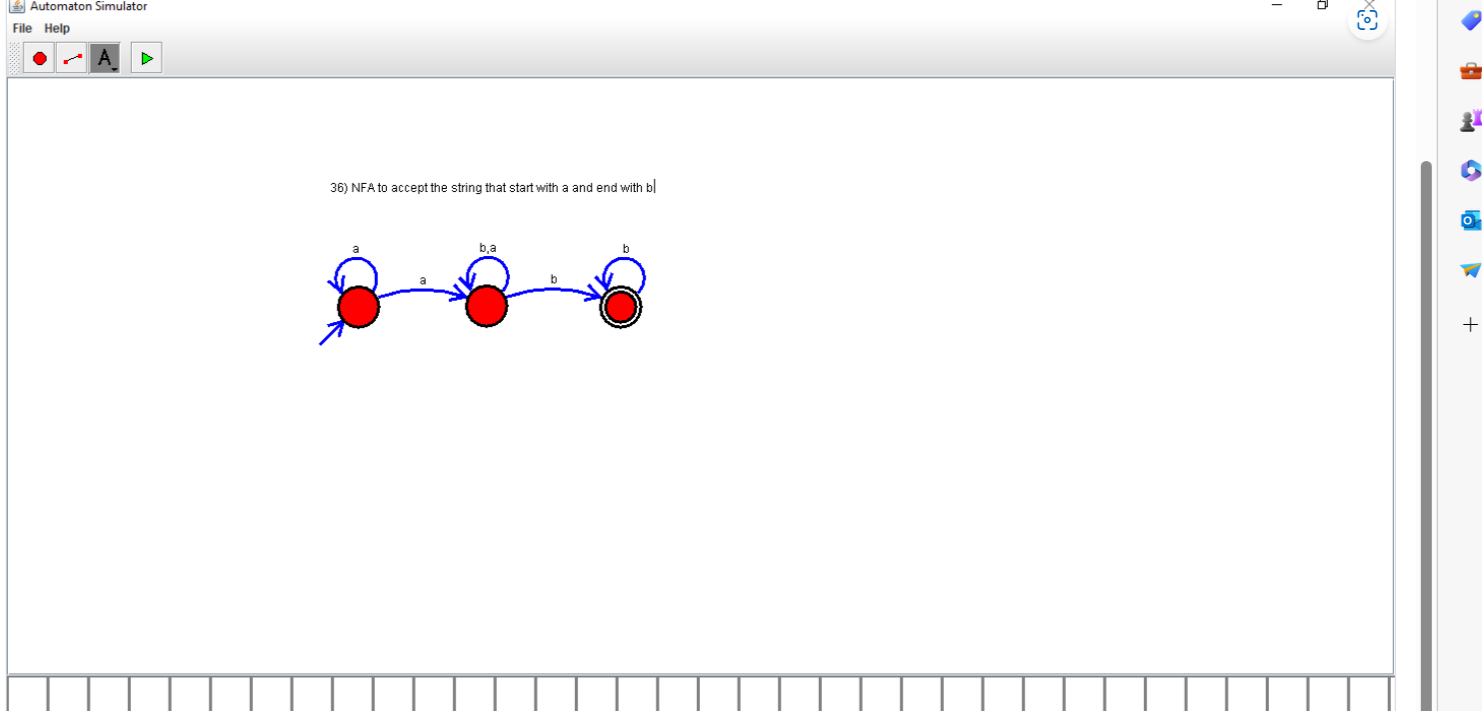 Automaton Simulator
File Help
A
36) NFA to accept the string that start with a and end with b
a
b,a
b
a
b